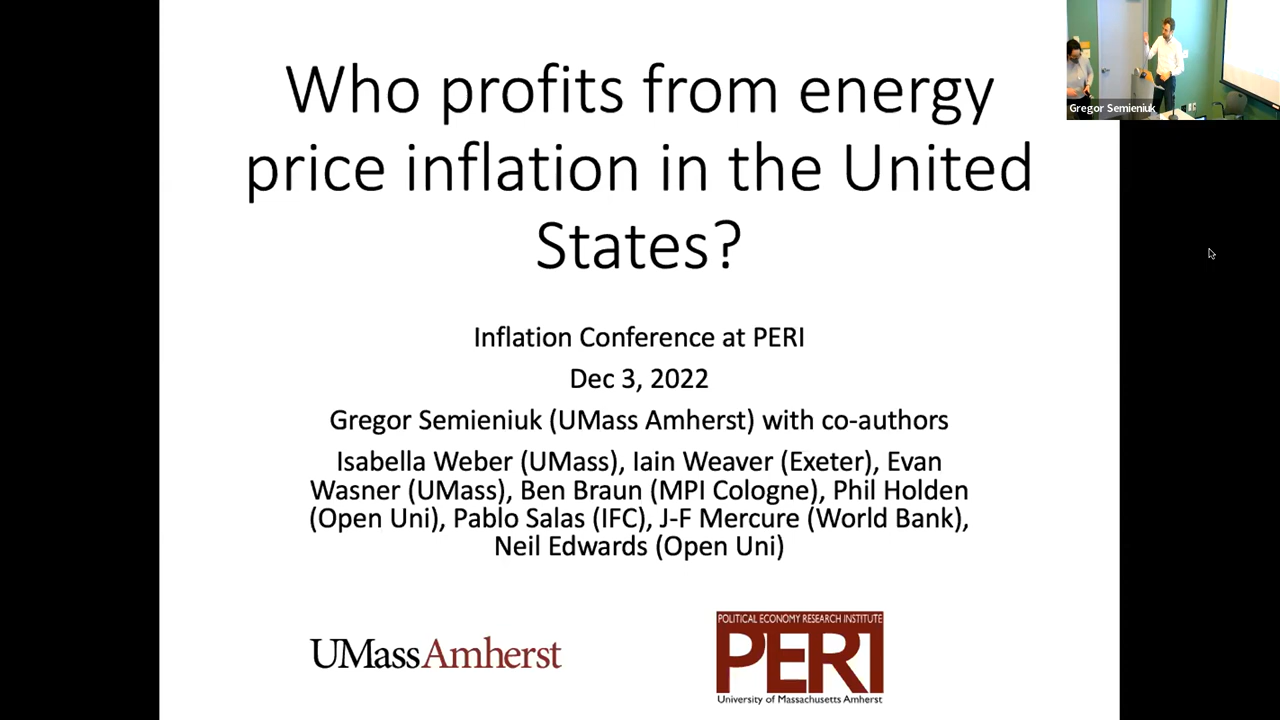 Who profits from energy
price inflation in the United
States?
Inflation Conference at PERI
Dec 3, 2022
Gregor Semieniuk (UMass Amherst) with co-authors
Isabella Weber (UMass), Iain Weaver (Exeter), Evan
Wasner (UMass), Ben Braun (MPI Cologne), Phil Holden
(Open Uni), Pablo Salas (IFC), J-F Mercure (World Bank),
Neil Edwards (Open Uni)
UMassAmherst
POLITICAL ECONOMY RESEARCH INSTITUTE
PERI
University of Massachusetts Amherst
Gregor Semieniuk